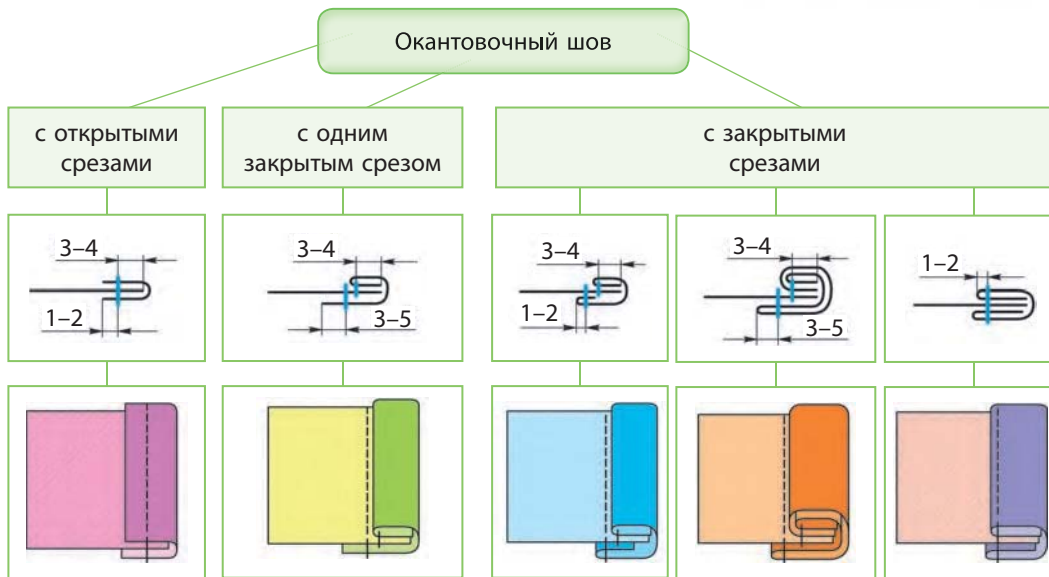 Окантовочный шов
с открытыми
срезами
с одним
закрытым срезом
с закрытыми
срезами
3–4
1–2
3–4
3–5
3–4
1–2
3–4
3–5
1–2